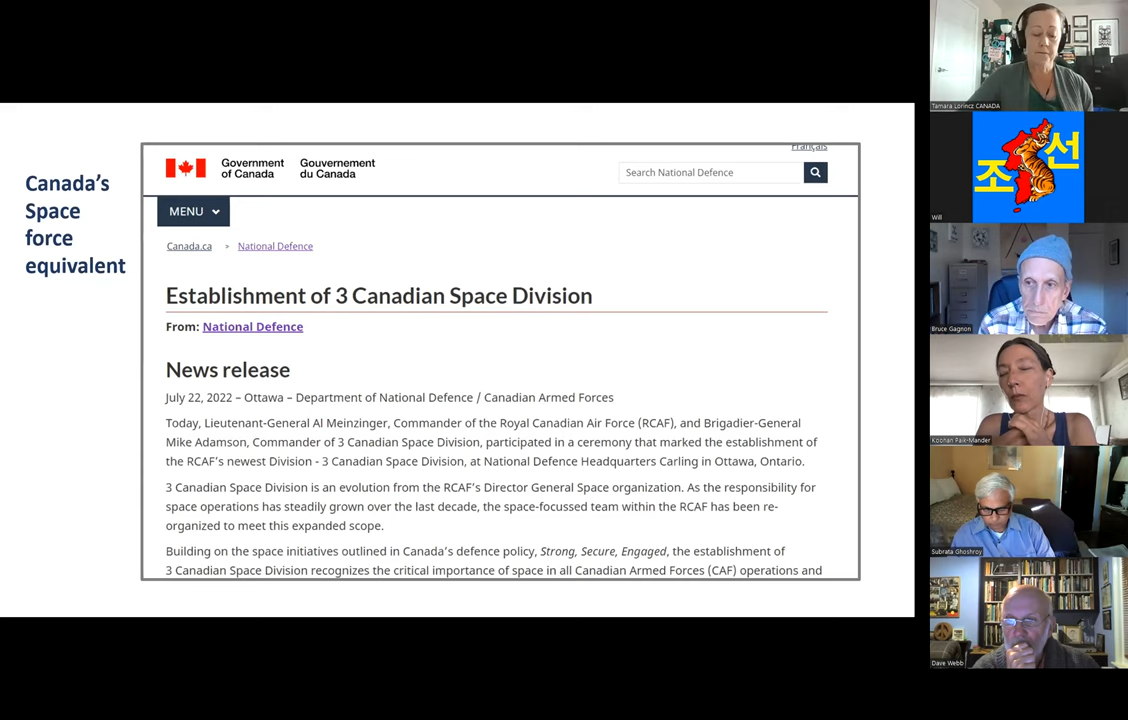 Canada's
Space
force
equivalent
Français
Government
of Canada
Gouvernement
du Canada
Search National Defence
MENU
Canada.ca > National Defence
Establishment of 3 Canadian Space Division
From: National Defence
News release
July 22, 2022 – Ottawa – Department of National Defence / Canadian Armed Forces
Today, Lieutenant-General Al Meinzinger, Commander of the Royal Canadian Air Force (RCAF), and Brigadier-General
Mike Adamson, Commander of 3 Canadian Space Division, participated in a ceremony that marked the establishment of
the RCAF's newest Division - 3 Canadian Space Division, at National Defence Headquarters Carling in Ottawa, Ontario.
3 Canadian Space Division is an evolution from the RCAF's Director General Space organization. As the responsibility for
space operations has steadily grown over the last decade, the space-focussed team within the RCAF has been re-
organized to meet this expanded scope.
Building on the space initiatives outlined in Canada's defence policy, Strong, Secure, Engaged, the establishment of
3 Canadian Space Division recognizes the critical importance of space in all Canadian Armed Forces (CAF) operations and
Tamara Lorincz CANADA
조선
Will
Bruce Gagnon
Koohan Paik-Mander
Subrata Ghoshroy
Dave Webb